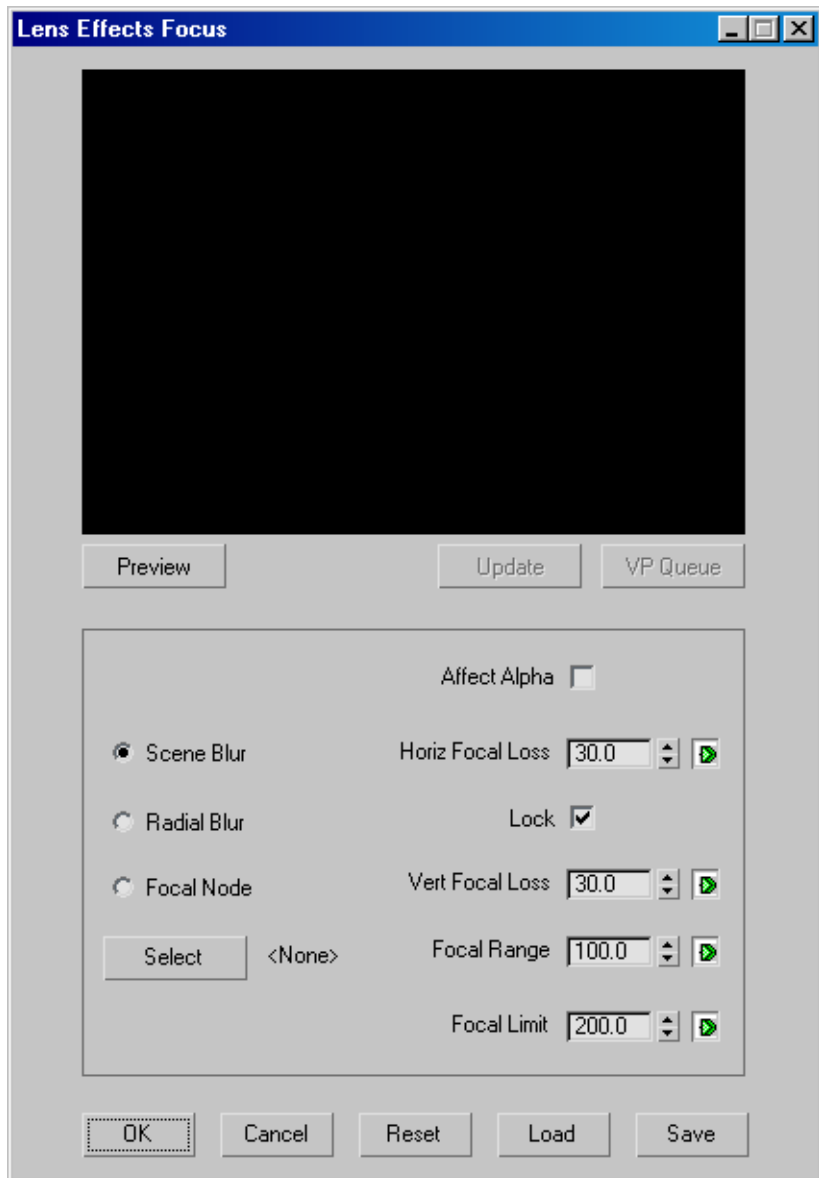 Lens Effects Focus
Preview Update VP Queue
Affect Alpha
Scene Blur Horiz Focal Loss 30.0
Radial Blur Lock
Focal Node Vert Focal Loss 30.0
Select <None> Focal Range 100.0
Focal Limit 200.0
OK Cancel Reset Load Save